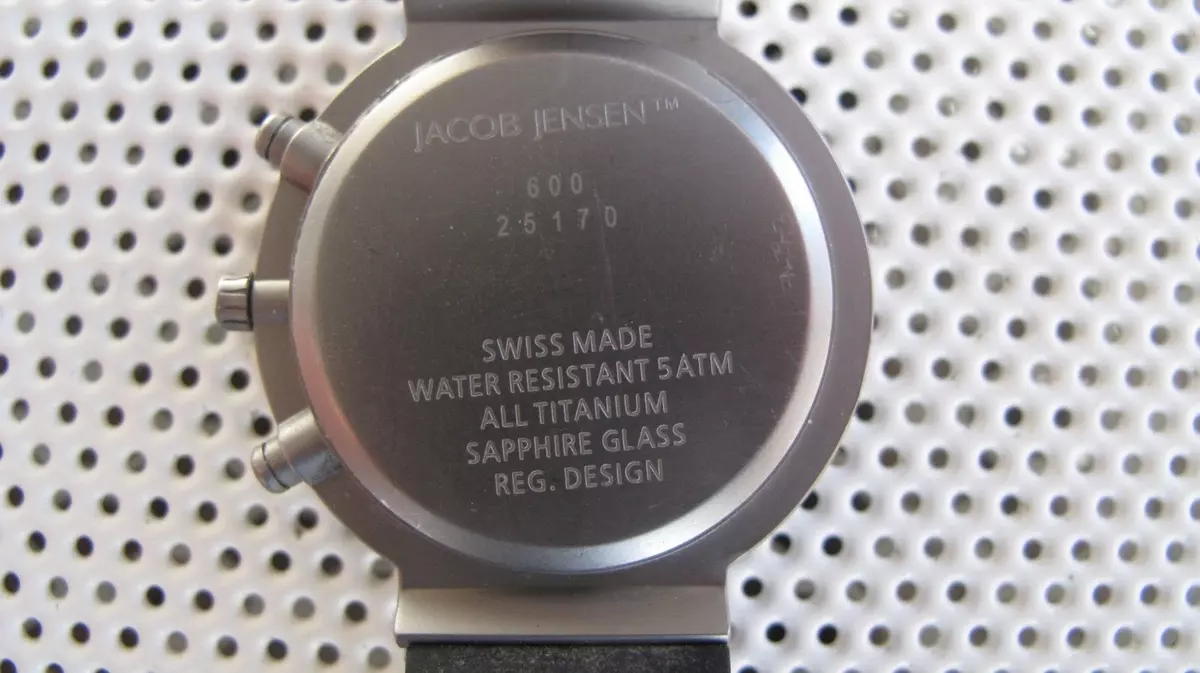 JACOB JENSEN™
600
25170
SWISS MADE
WATER RESISTANT 5ATM
ALL TITANIUM
SAPPHIRE GLASS
REG. DESIGN